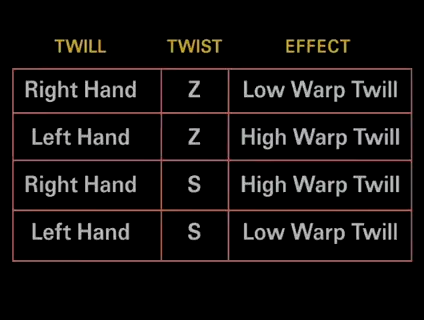 TWILL TWIST EFFECT
Right Hand Z Low Warp Twill
Left Hand Z High Warp Twill
Right Hand S High Warp Twill
Left Hand S Low Warp Twill